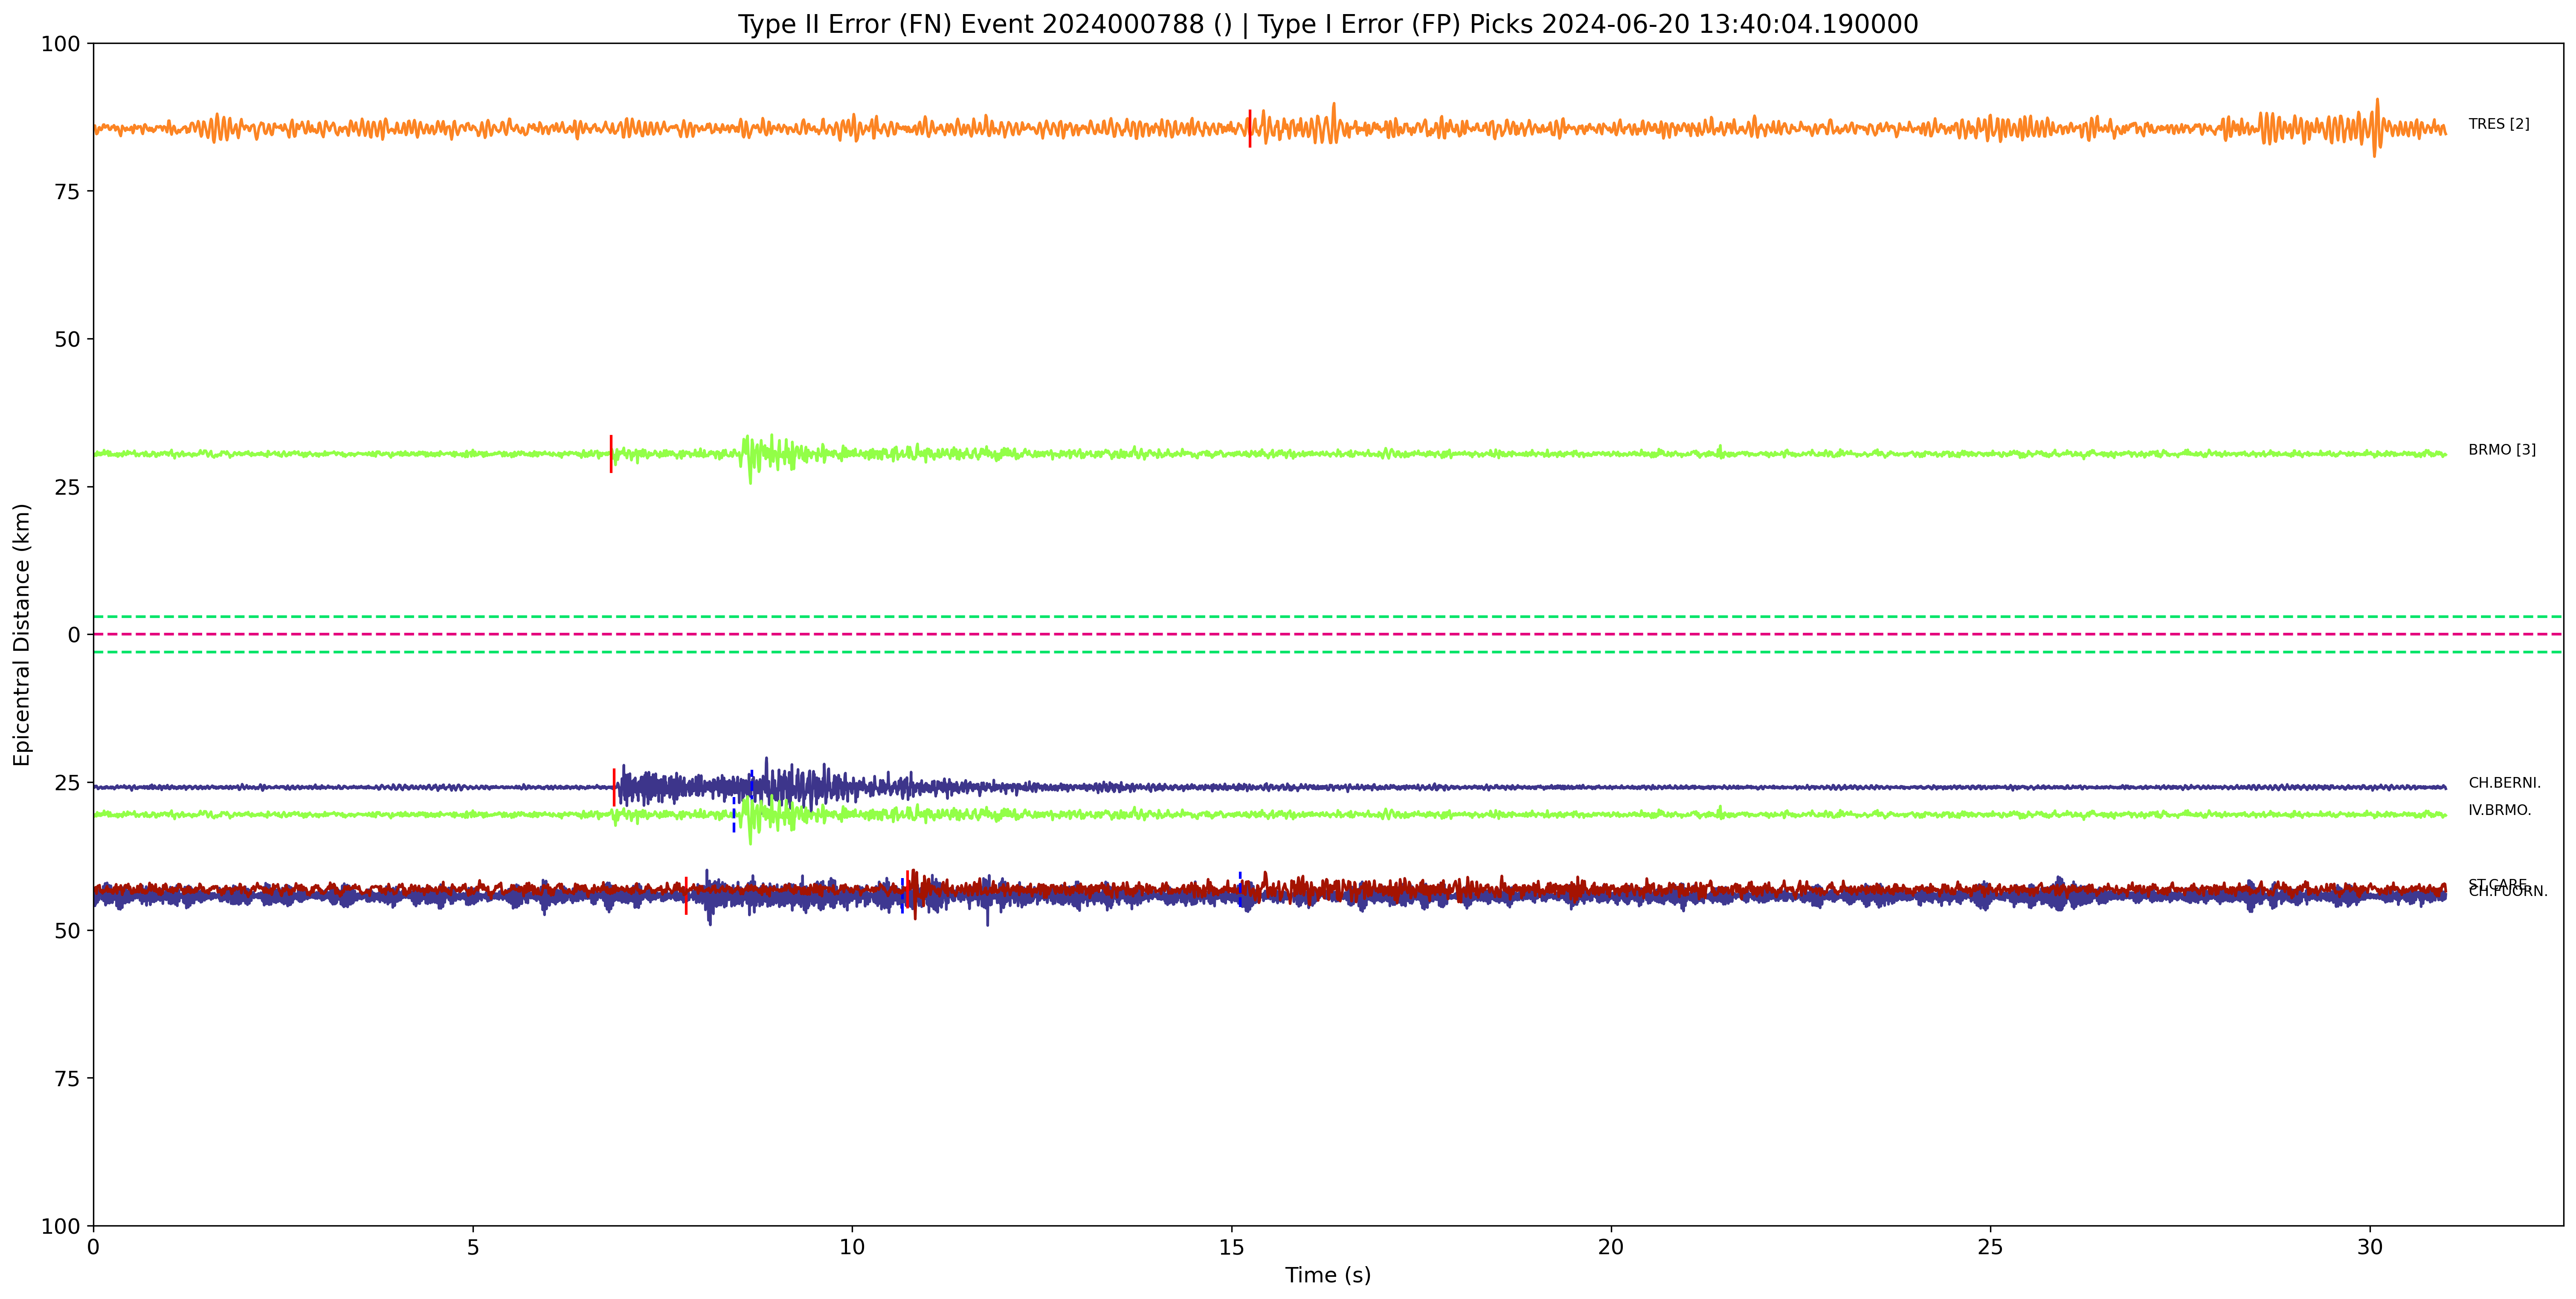 Type II Error (FN) Event 2024000788 () | Type I Error (FP) Picks 2024-06-20 13:40:04.190000
100
TRES [2]
75
50
BRMO [3]
25
0
Epicentral Distance (km)
25
CH.BERNI.
IV.BRMO.
ST.CARE.
CH.FUORN.
50
75
100
0 5 10 15 20 25 30
Time (s)